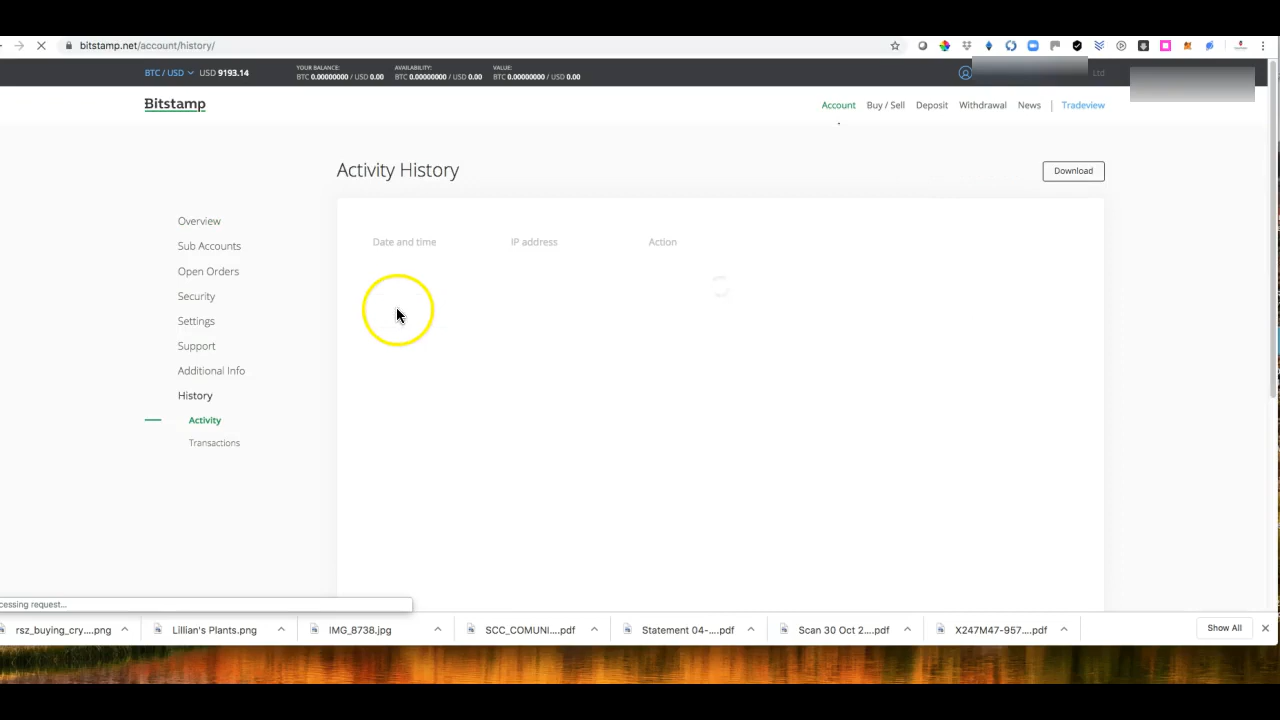 bitstamp.net/account/history/
BTC / USD USD 9193.14
YOUR BALANCE:
BTC 0.00000000 / USD 0.00
AVAILABILITY:
BTC 0.00000000 / USD 0.00
VALUE:
BTC 0.00000000 / USD 0.00
Ltd
Bitstamp
Account Buy / Sell Deposit Withdrawal News | Tradeview
Activity History
Download
Date and time IP address Action
Overview
Sub Accounts
Open Orders
Security
Settings
Support
Additional Info
History
Activity
Transactions
cessing request...
rsz_buying_cry....png Lillian's Plants.png IMG_8738.jpg SCC_COMUNI....pdf Statement 04-....pdf Scan 30 Oct 2....pdf X247M47-957....pdf Show All